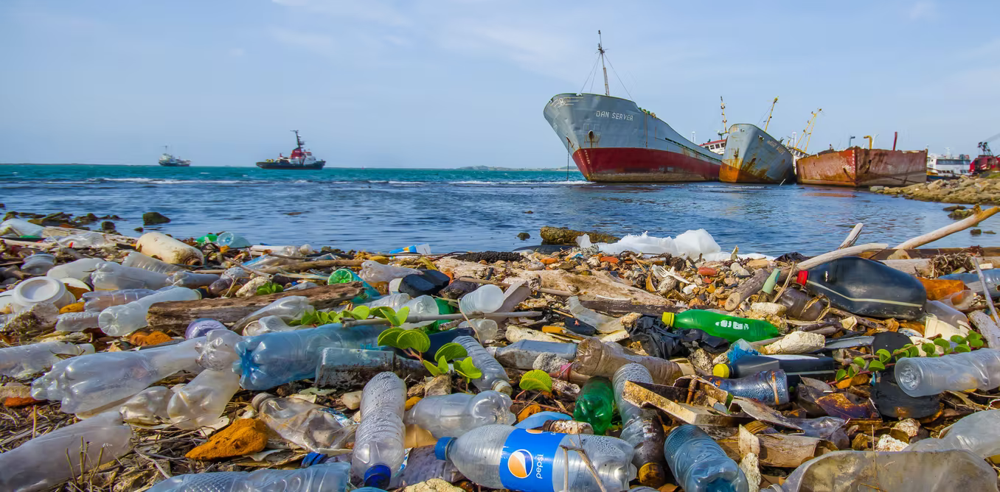 DAN SERVER
pepsi